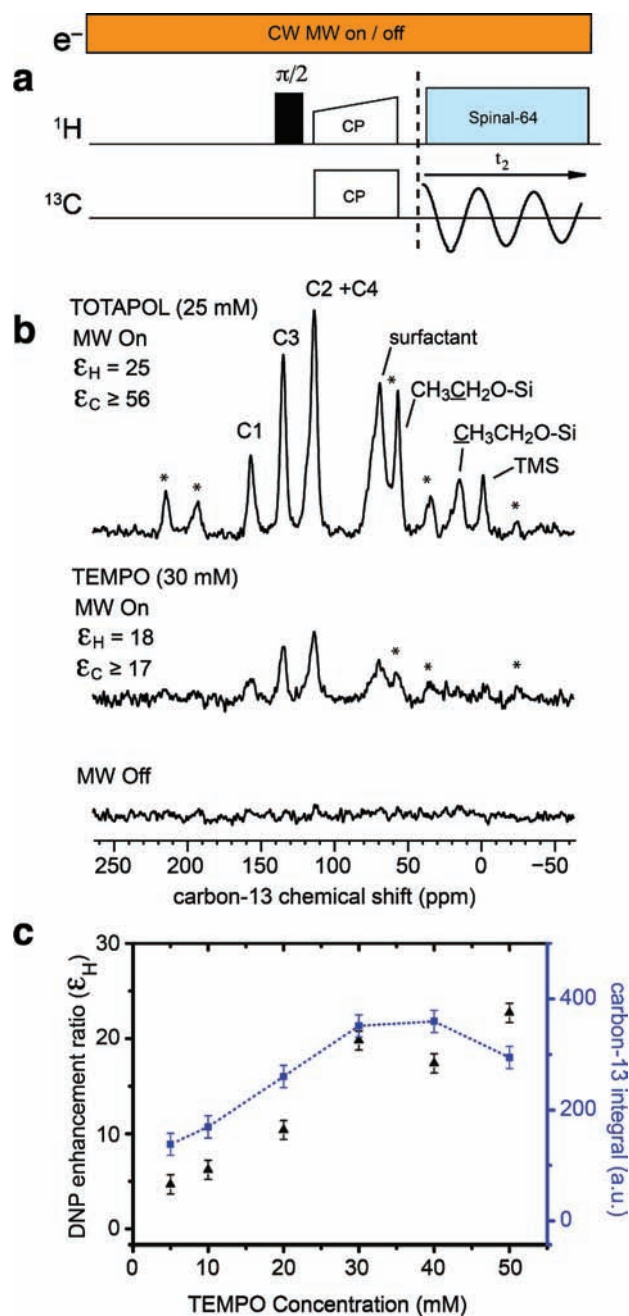 e⁻ CW MW on / off
a
π/2
¹H CP Spinal-64
t₂
¹³C CP
b
TOTAPOL (25 mM)
MW On
εH = 25
εC ≥ 56
C1
C3
C2 +C4
surfactant
CH3CH2O-Si
CH3CH2O-Si
TMS
* * * * *
TEMPO (30 mM)
MW On
εH = 18
εC ≥ 17
* * *
MW Off
250 200 150 100 50 0 −50
carbon-13 chemical shift (ppm)
c
DNP enhancement ratio (εH)
30
20
10
0
carbon-13 integral (a.u.)
400
200
0
0 10 20 30 40 50
TEMPO Concentration (mM)